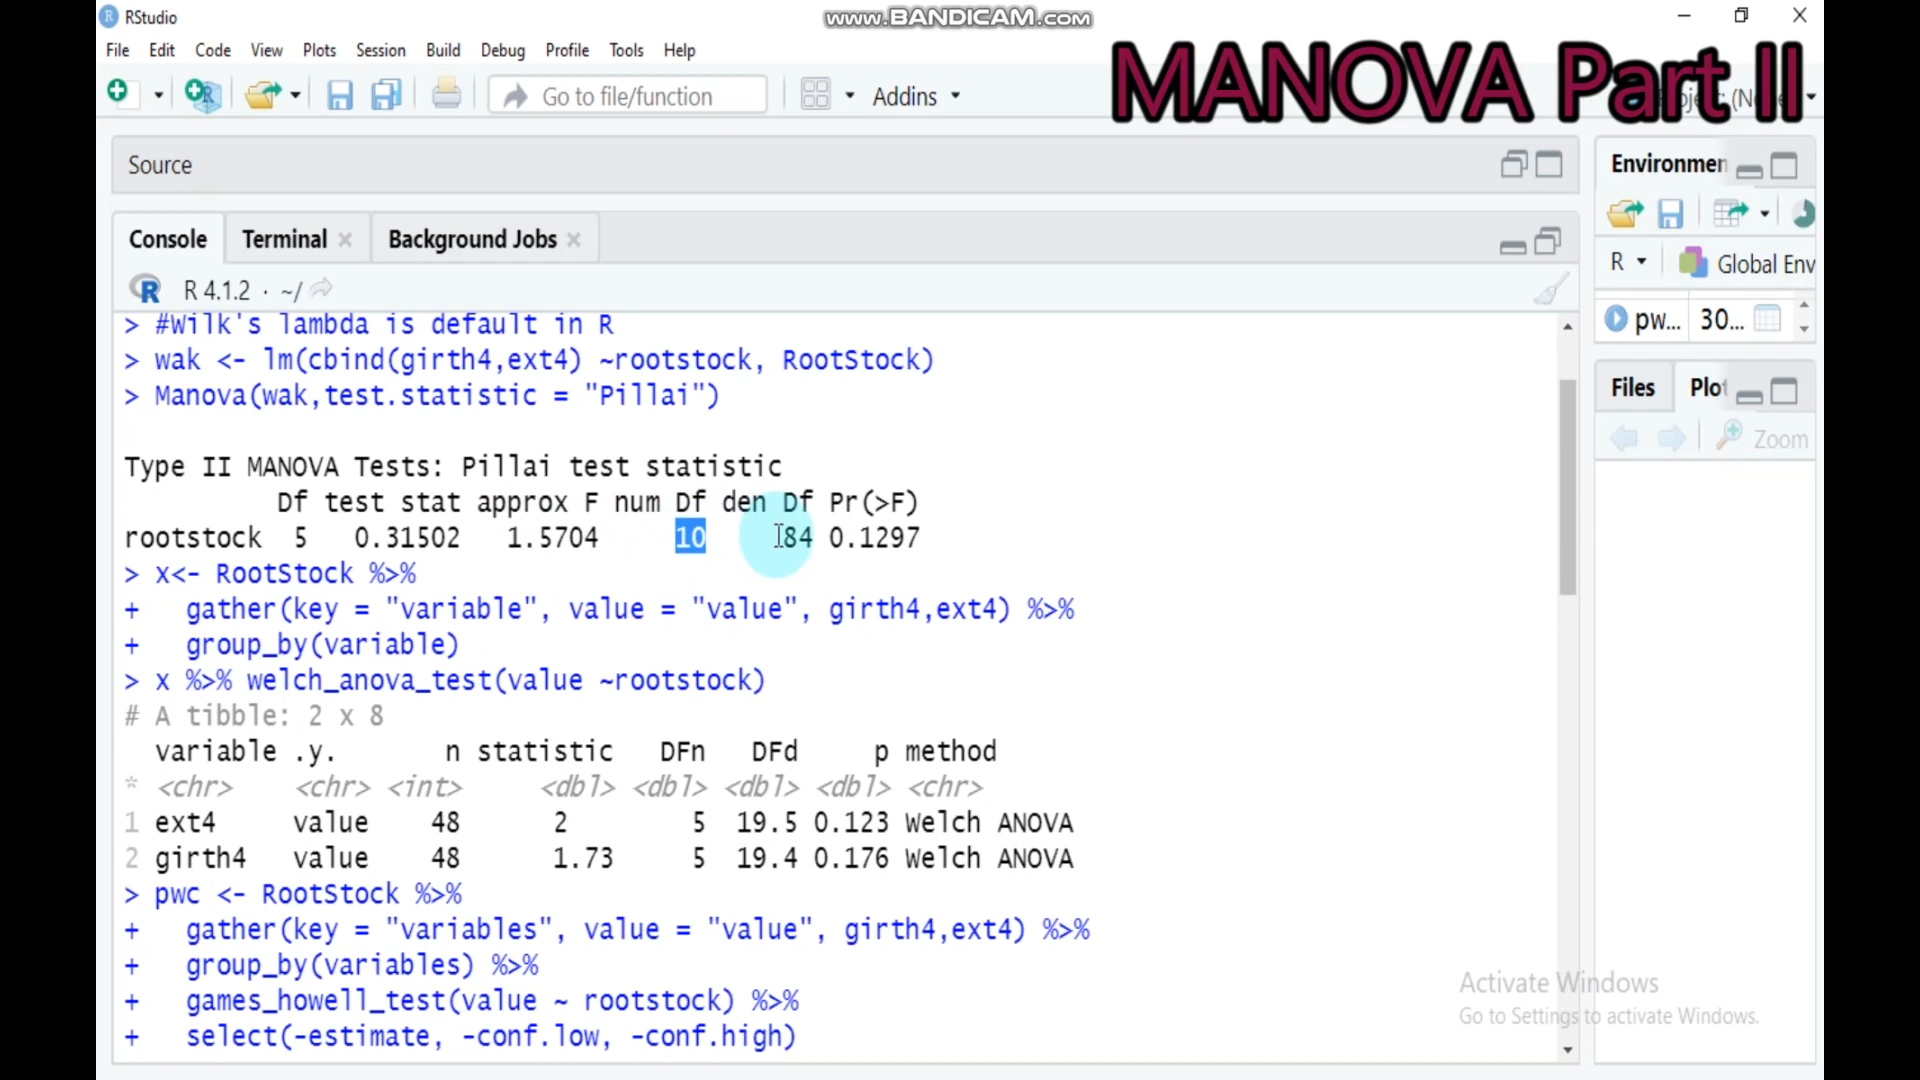 RStudio
www.BANDICAM.com
File Edit Code View Plots Session Build Debug Profile Tools Help
MANOVA Part II
Go to file/function
Addins
Source
Environmen
Console
Terminal
Background Jobs
R 4.1.2 · ~/
R
Global Env
pw... 30...
Files
Plot
Zoom
> #Wilk's lambda is default in R
> wak <- lm(cbind(girth4,ext4) ~rootstock, RootStock)
> Manova(wak,test.statistic = "Pillai")
Type II MANOVA Tests: Pillai test statistic
Df test stat approx F num Df den Df Pr(>F)
rootstock 5 0.31502 1.5704 10 84 0.1297
> x<- RootStock %>%
+ gather(key = "variable", value = "value", girth4,ext4) %>%
+ group_by(variable)
> x %>% welch_anova_test(value ~rootstock)
# A tibble: 2 x 8
variable .y. n statistic DFn DFd p method
* <chr> <chr> <int> <dbl> <dbl> <dbl> <dbl> <chr>
1 ext4 value 48 2 5 19.5 0.123 Welch ANOVA
2 girth4 value 48 1.73 5 19.4 0.176 Welch ANOVA
> pwc <- RootStock %>%
+ gather(key = "variables", value = "value", girth4,ext4) %>%
+ group_by(variables) %>%
+ games_howell_test(value ~ rootstock) %>%
+ select(-estimate, -conf.low, -conf.high)
Activate Windows
Go to Settings to activate Windows.